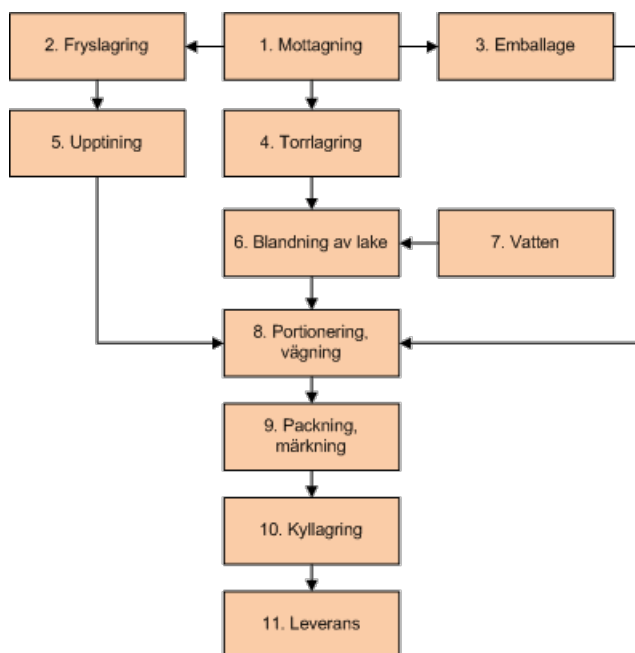 2. Fryslagring
1. Mottagning
3. Emballage
5. Upptining
4. Torrlagring
6. Blandning av lake
7. Vatten
8. Portionering,
vägning
9. Packning,
märkning
10. Kyllagring
11. Leverans